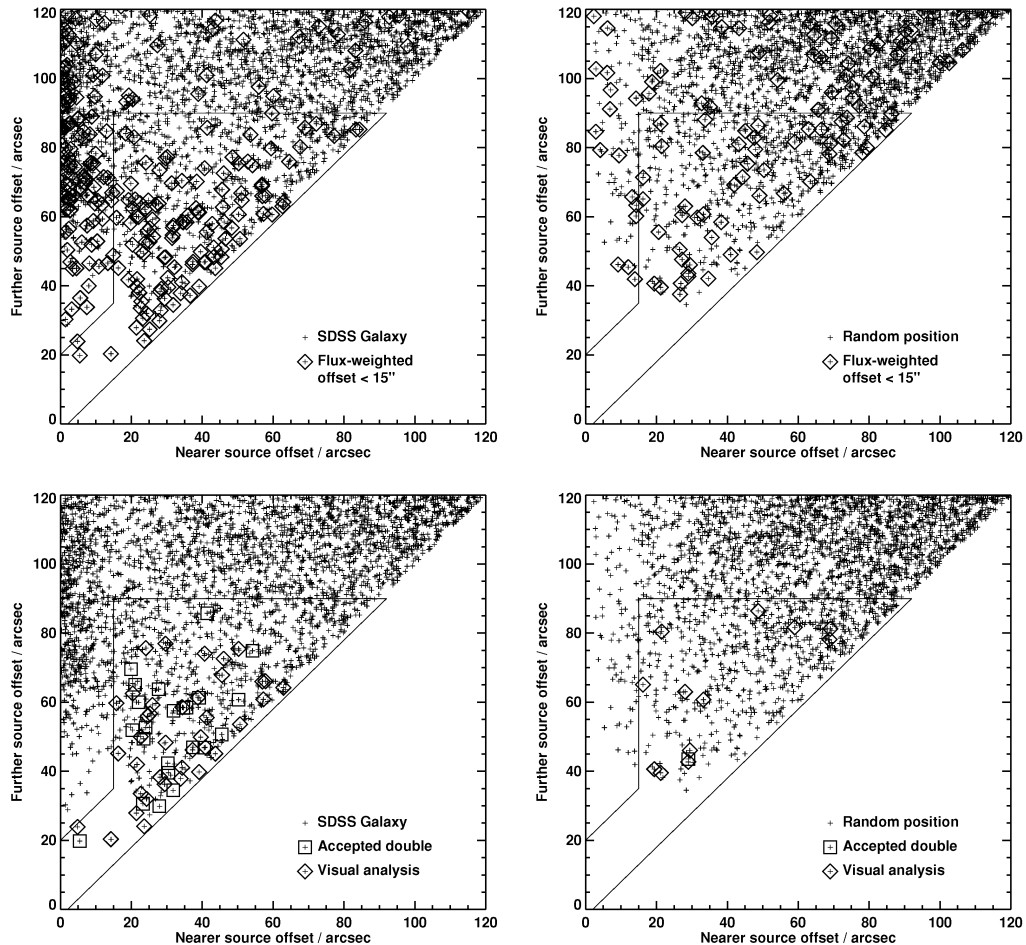 120
100
80
60
40
20
0
Further source offset / arcsec
+ SDSS Galaxy
Flux-weighted
offset < 15"
0 20 40 60 80 100 120
Nearer source offset / arcsec
120
100
80
60
40
20
0
Further source offset / arcsec
+ Random position
Flux-weighted
offset < 15"
0 20 40 60 80 100 120
Nearer source offset / arcsec
120
100
80
60
40
20
0
Further source offset / arcsec
+ SDSS Galaxy
Accepted double
Visual analysis
0 20 40 60 80 100 120
Nearer source offset / arcsec
120
100
80
60
40
20
0
Further source offset / arcsec
+ Random position
Accepted double
Visual analysis
0 20 40 60 80 100 120
Nearer source offset / arcsec